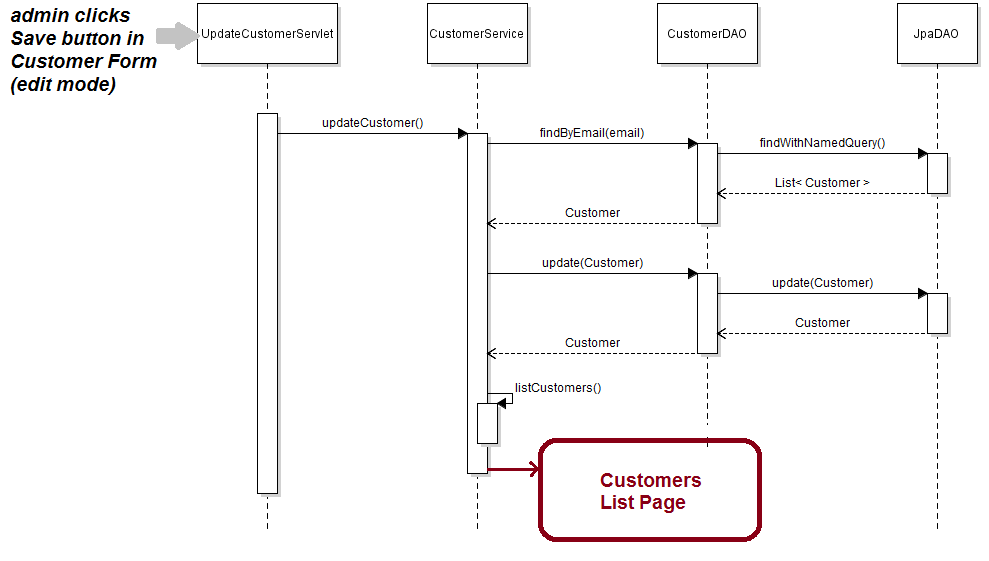 admin clicks
Save button in
Customer Form
(edit mode)
UpdateCustomerServlet
CustomerService
CustomerDAO
JpaDAO
updateCustomer()
findByEmail(email)
findWithNamedQuery()
List< Customer >
Customer
update(Customer)
update(Customer)
Customer
Customer
listCustomers()
Customers
List Page